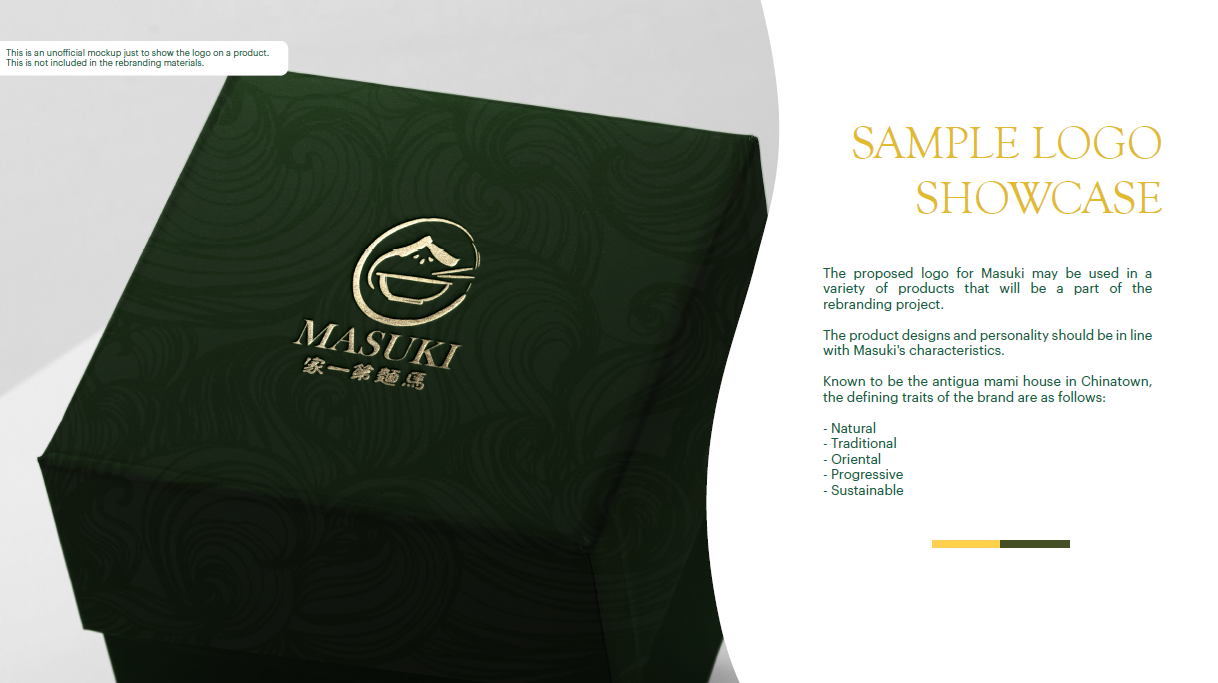 This is an unofficial mockup just to show the logo on a product.
This is not included in the rebranding materials.
MASUKI
家一第麵馬
SAMPLE LOGO
SHOWCASE
The proposed logo for Masuki may be used in a
variety of products that will be a part of the
rebranding project.
The product designs and personality should be in line
with Masuki's characteristics.
Known to be the antigua mami house in Chinatown,
the defining traits of the brand are as follows:
- Natural
- Traditional
- Oriental
- Progressive
- Sustainable